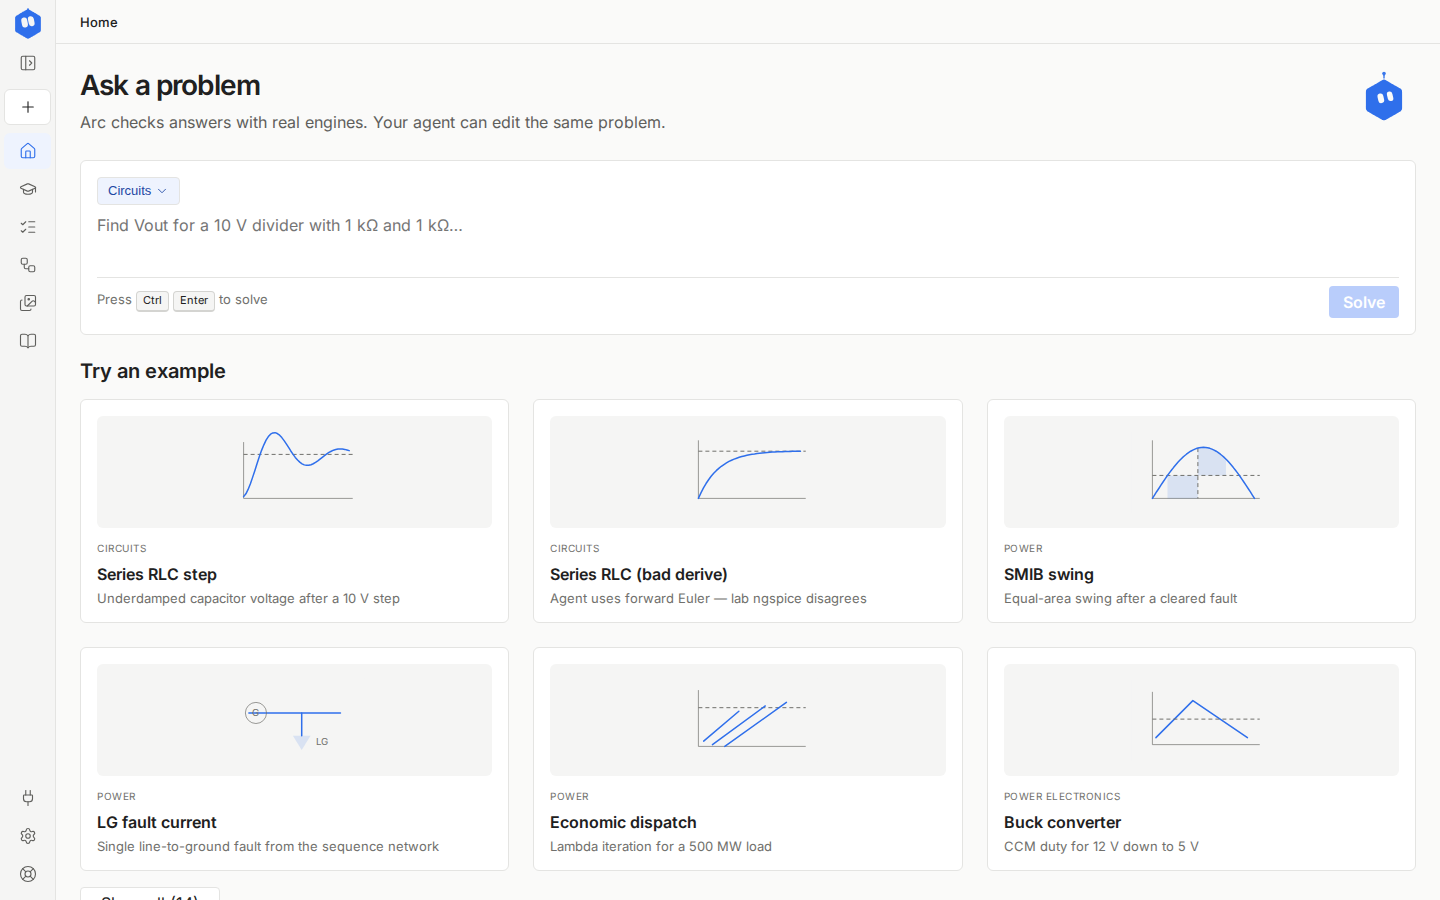 Home
Ask a problem
Arc checks answers with real engines. Your agent can edit the same problem.
Circuits
Find Vout for a 10 V divider with 1 kΩ and 1 kΩ...
Press Ctrl Enter to solve
Solve
Try an example
CIRCUITS
Series RLC step
Underdamped capacitor voltage after a 10 V step
CIRCUITS
Series RLC (bad derive)
Agent uses forward Euler — lab ngspice disagrees
POWER
SMIB swing
Equal-area swing after a cleared fault
G
LG
POWER
LG fault current
Single line-to-ground fault from the sequence network
POWER
Economic dispatch
Lambda iteration for a 500 MW load
POWER ELECTRONICS
Buck converter
CCM duty for 12 V down to 5 V